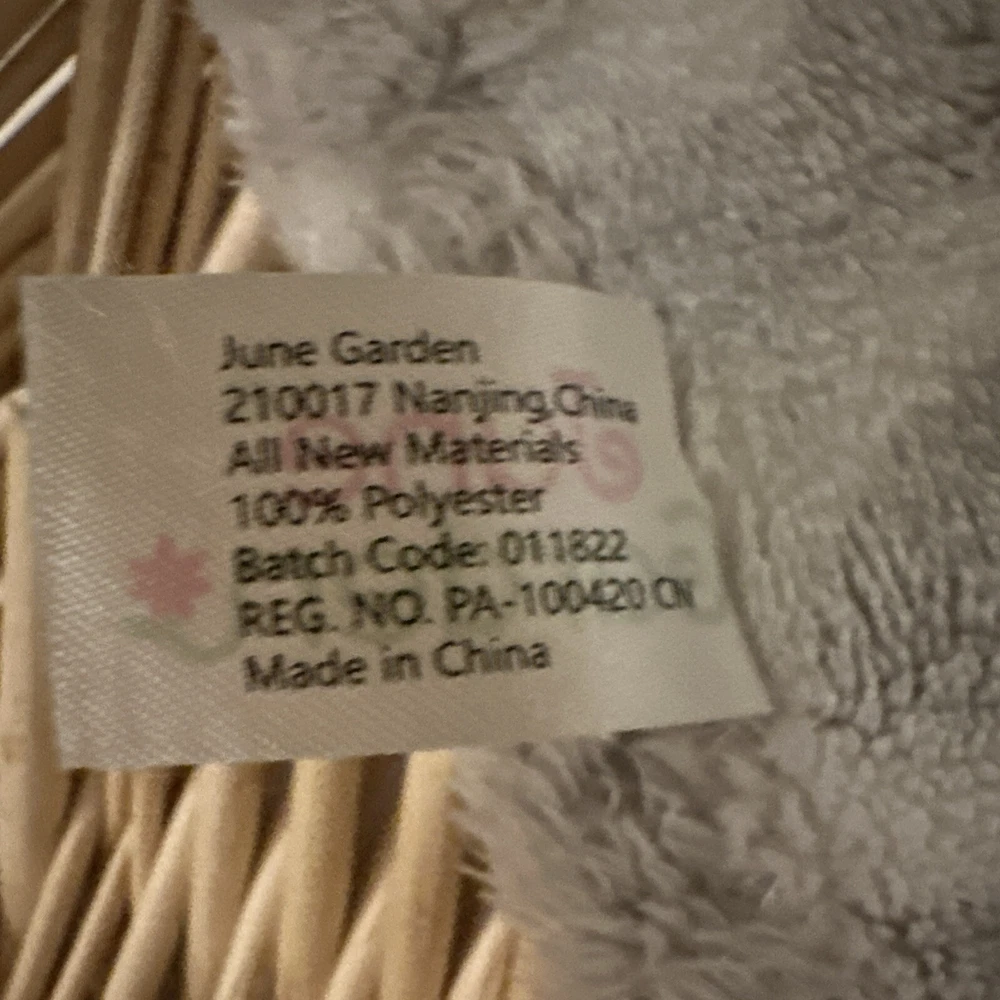 June Garden
210017 Nanjing,China
All New Materials
100% Polyester
Batch Code: 011822
REG. NO. PA-100420 CN
Made in China